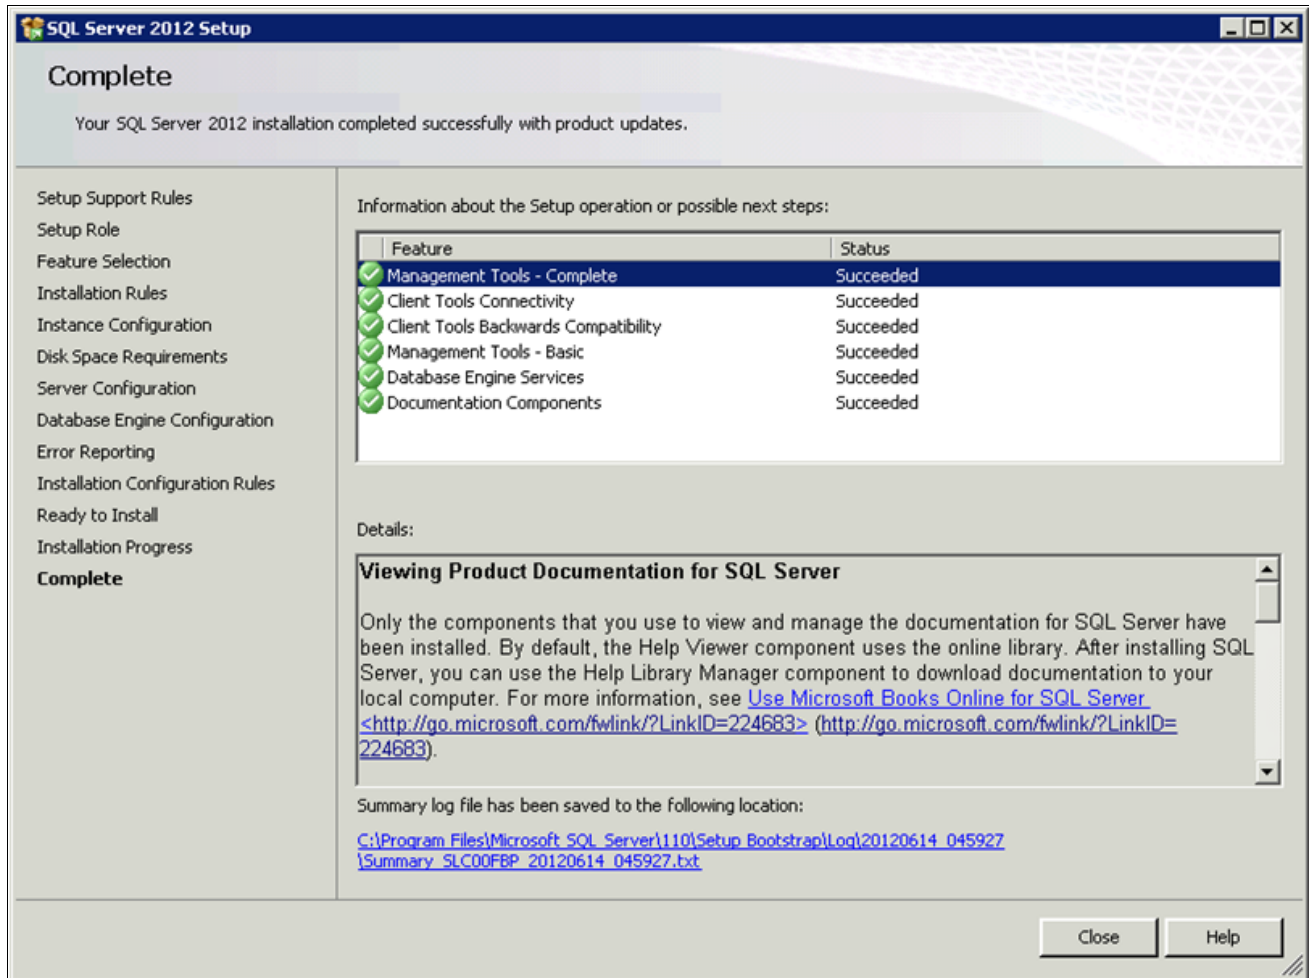 SQL Server 2012 Setup
Complete
Your SQL Server 2012 installation completed successfully with product updates.
Setup Support Rules
Setup Role
Feature Selection
Installation Rules
Instance Configuration
Disk Space Requirements
Server Configuration
Database Engine Configuration
Error Reporting
Installation Configuration Rules
Ready to Install
Installation Progress
Complete
Information about the Setup operation or possible next steps:
Feature Status
Management Tools - Complete Succeeded
Client Tools Connectivity Succeeded
Client Tools Backwards Compatibility Succeeded
Management Tools - Basic Succeeded
Database Engine Services Succeeded
Documentation Components Succeeded
Details:
Viewing Product Documentation for SQL Server
Only the components that you use to view and manage the documentation for SQL Server have
been installed. By default, the Help Viewer component uses the online library. After installing SQL
Server, you can use the Help Library Manager component to download documentation to your
local computer. For more information, see Use Microsoft Books Online for SQL Server
<http://go.microsoft.com/fwlink/?LinkID=224683> (http://go.microsoft.com/fwlink/?LinkID=
224683).
Summary log file has been saved to the following location:
C:\Program Files\Microsoft SQL Server\110\Setup Bootstrap\Log\20120614_045927
\Summary_SLC00FBP_20120614_045927.txt
Close Help